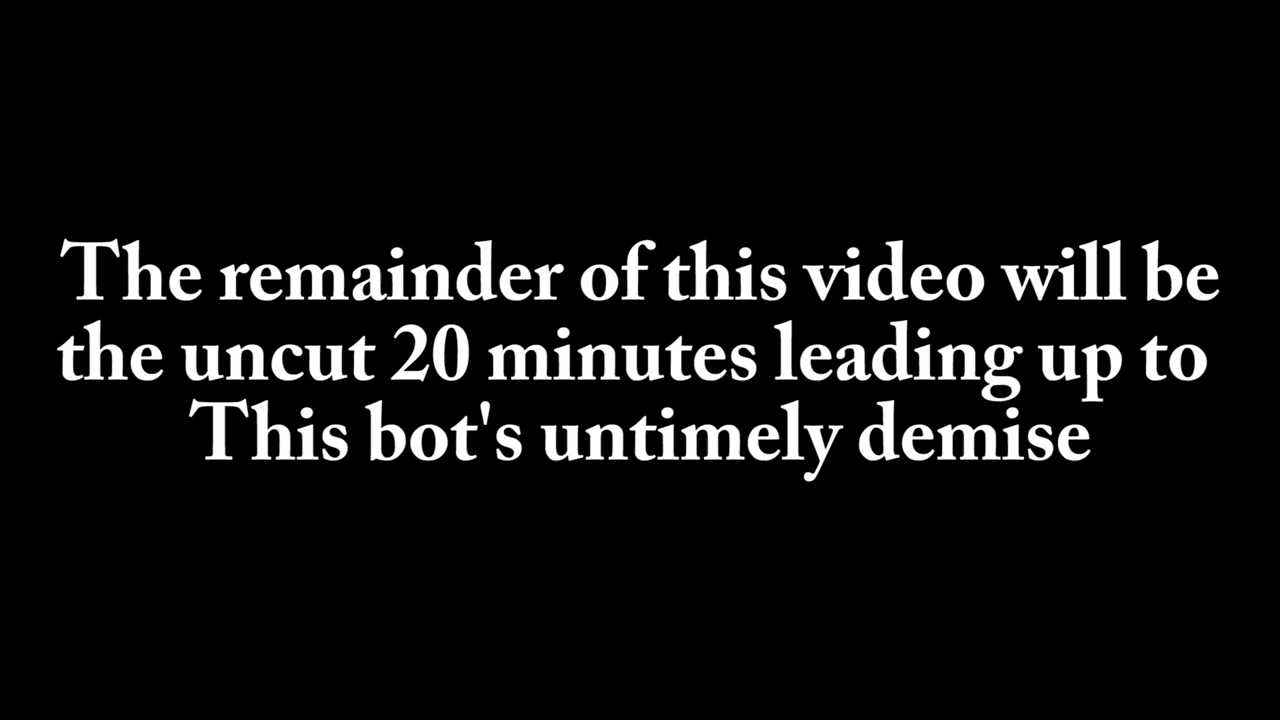 The remainder of this video will be
the uncut 20 minutes leading up to
This bot's untimely demise